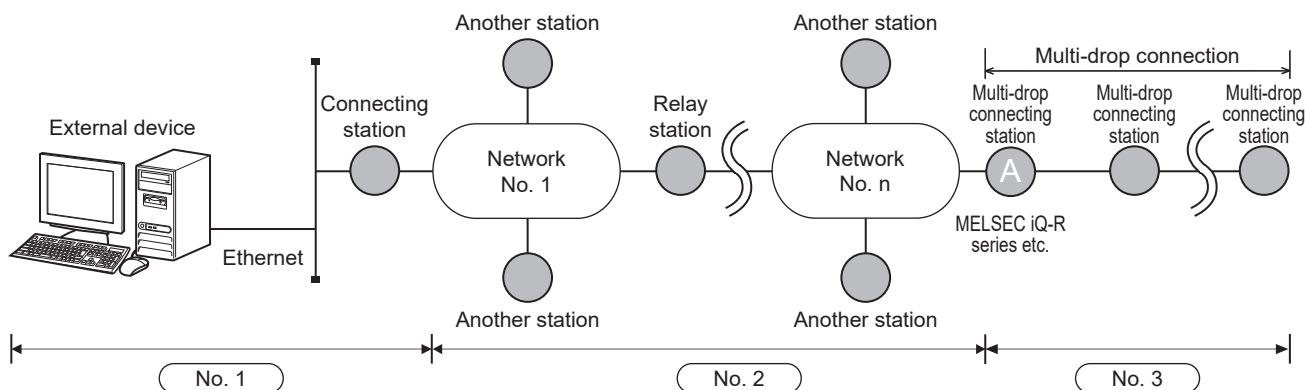 Another station
Another station
Multi-drop connection
Connecting
station
Relay
station
Multi-drop
connecting
station
Multi-drop
connecting
station
Multi-drop
connecting
station
External device
Network
No. 1
Network
No. n
A
MELSEC iQ-R
series etc.
Ethernet
Another station
Another station
No. 1
No. 2
No. 3